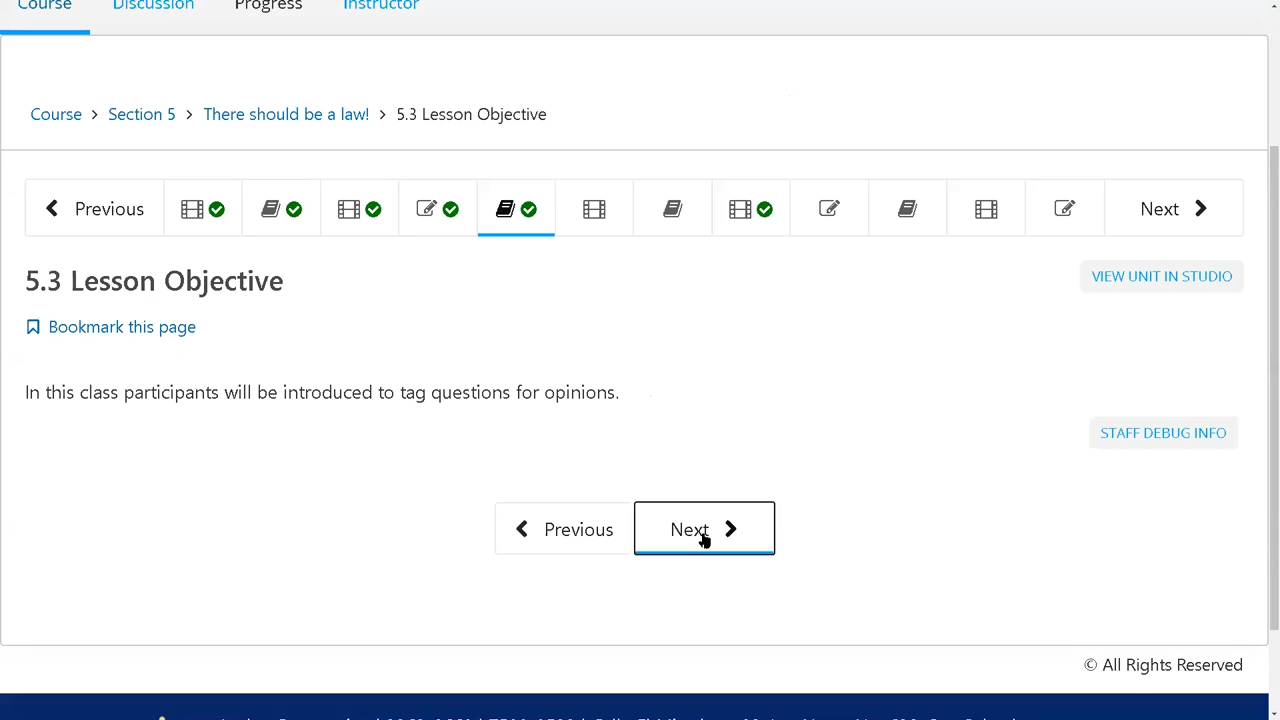 Course Discussion Progress Instructor
Course > Section 5 > There should be a law! > 5.3 Lesson Objective
Previous Next
5.3 Lesson Objective
VIEW UNIT IN STUDIO
Bookmark this page
In this class participants will be introduced to tag questions for opinions.
STAFF DEBUG INFO
Previous Next
© All Rights Reserved